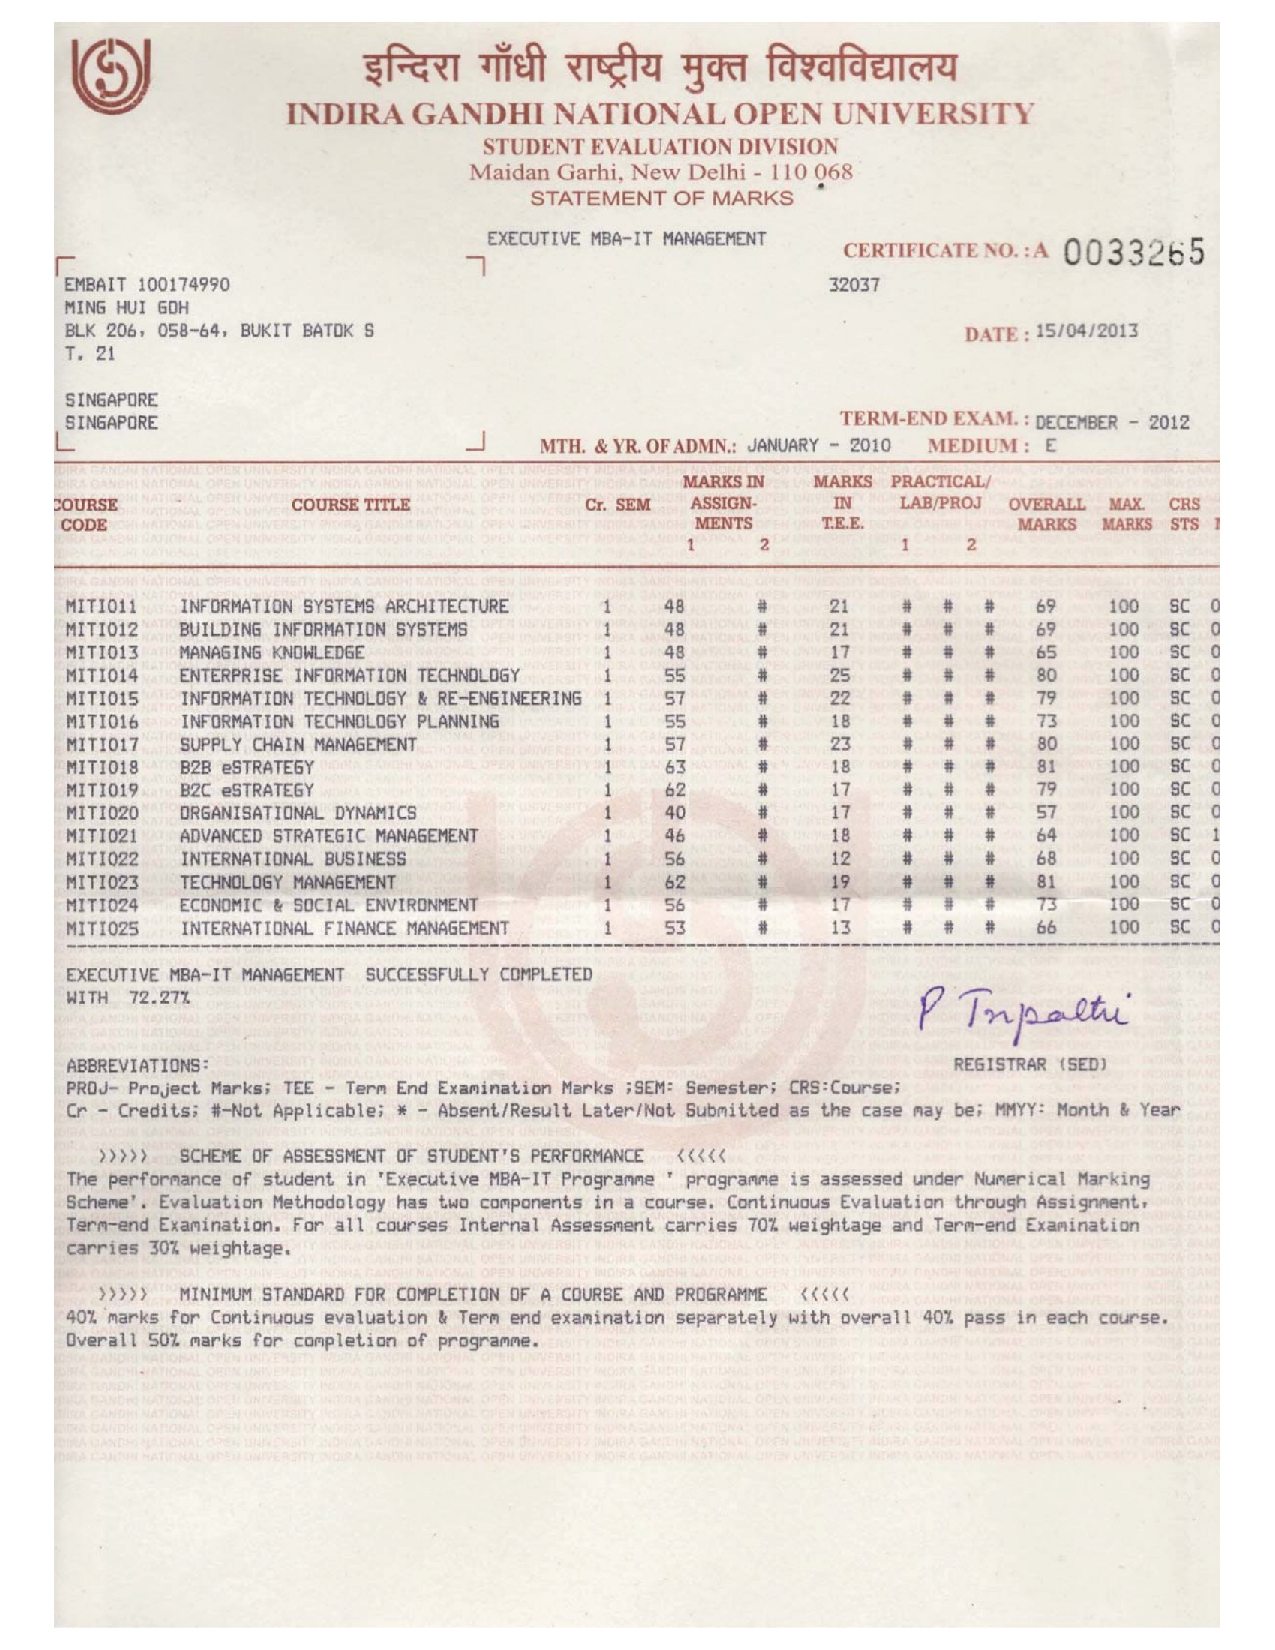 इन्दिरा गाँधी राष्ट्रीय मुक्त विश्वविद्यालय
INDIRA GANDHI NATIONAL OPEN UNIVERSITY
STUDENT EVALUATION DIVISION
Maidan Garhi, New Delhi - 110 068
STATEMENT OF MARKS
EXECUTIVE MBA-IT MANAGEMENT
CERTIFICATE NO. : A 0033265
EMBAIT 100174990 32037
MING HUI GOH
BLK 206, 058-64, BUKIT BATOK S
T. 21
DATE : 15/04/2013
SINGAPORE
SINGAPORE
TERM-END EXAM. : DECEMBER - 2012
MTH. & YR. OF ADMN.: JANUARY - 2010 MEDIUM : E
COURSE CODE COURSE TITLE Cr. SEM MARKS IN ASSIGN-MENTS 1 2 MARKS IN T.E.E. PRACTICAL/ LAB/PROJ 1 2 OVERALL MARKS MAX. MARKS CRS STS
MITI011 INFORMATION SYSTEMS ARCHITECTURE 1 48 # 21 # # # 69 100 SC 0
MITI012 BUILDING INFORMATION SYSTEMS 1 48 # 21 # # # 69 100 SC 0
MITI013 MANAGING KNOWLEDGE 1 48 # 17 # # # 65 100 SC 0
MITI014 ENTERPRISE INFORMATION TECHNOLOGY 1 55 # 25 # # # 80 100 SC 0
MITI015 INFORMATION TECHNOLOGY & RE-ENGINEERING 1 57 # 22 # # # 79 100 SC 0
MITI016 INFORMATION TECHNOLOGY PLANNING 1 55 # 18 # # # 73 100 SC 0
MITI017 SUPPLY CHAIN MANAGEMENT 1 57 # 23 # # # 80 100 SC 0
MITI018 B2B eSTRATEGY 1 63 # 18 # # # 81 100 SC 0
MITI019 B2C eSTRATEGY 1 62 # 17 # # # 79 100 SC 0
MITI020 ORGANISATIONAL DYNAMICS 1 40 # 17 # # # 57 100 SC 0
MITI021 ADVANCED STRATEGIC MANAGEMENT 1 46 # 18 # # # 64 100 SC 1
MITI022 INTERNATIONAL BUSINESS 1 56 # 12 # # # 68 100 SC 0
MITI023 TECHNOLOGY MANAGEMENT 1 62 # 19 # # # 81 100 SC 0
MITI024 ECONOMIC & SOCIAL ENVIRONMENT 1 56 # 17 # # # 73 100 SC 0
MITI025 INTERNATIONAL FINANCE MANAGEMENT 1 53 # 13 # # # 66 100 SC 0
EXECUTIVE MBA-IT MANAGEMENT SUCCESSFULLY COMPLETED
WITH 72.27%
P Tripathi
ABBREVIATIONS: REGISTRAR (SED)
PROJ- Project Marks; TEE - Term End Examination Marks ;SEM: Semester; CRS:Course;
Cr - Credits; #-Not Applicable; * - Absent/Result Later/Not Submitted as the case may be; MMYY: Month & Year
>>>>> SCHEME OF ASSESSMENT OF STUDENT'S PERFORMANCE <<<<<
The performance of student in 'Executive MBA-IT Programme ' programme is assessed under Numerical Marking
Scheme'. Evaluation Methodology has two components in a course. Continuous Evaluation through Assignment,
Term-end Examination. For all courses Internal Assessment carries 70% weightage and Term-end Examination
carries 30% weightage.
>>>>> MINIMUM STANDARD FOR COMPLETION OF A COURSE AND PROGRAMME <<<<<
40% marks for Continuous evaluation & Term end examination separately with overall 40% pass in each course.
Overall 50% marks for completion of programme.